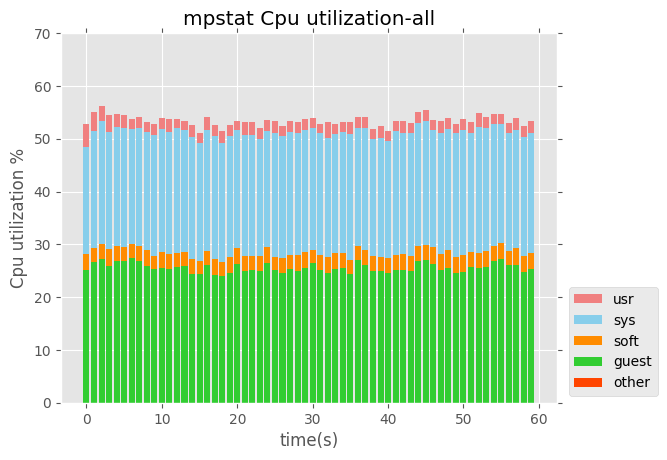 mpstat Cpu utilization-all
70
60
50
40
30
20
10
0
Cpu utilization %
0 10 20 30 40 50 60
time(s)
usr
sys
soft
guest
other